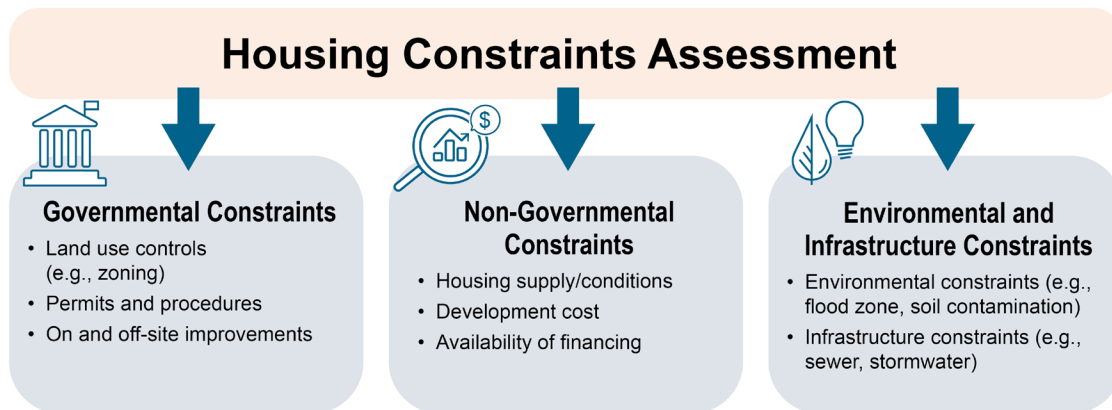 Housing Constraints Assessment
$
Governmental Constraints
• Land use controls
(e.g., zoning)
• Permits and procedures
• On and off-site improvements
Non-Governmental
Constraints
• Housing supply/conditions
• Development cost
• Availability of financing
Environmental and
Infrastructure Constraints
• Environmental constraints (e.g.,
flood zone, soil contamination)
• Infrastructure constraints (e.g.,
sewer, stormwater)